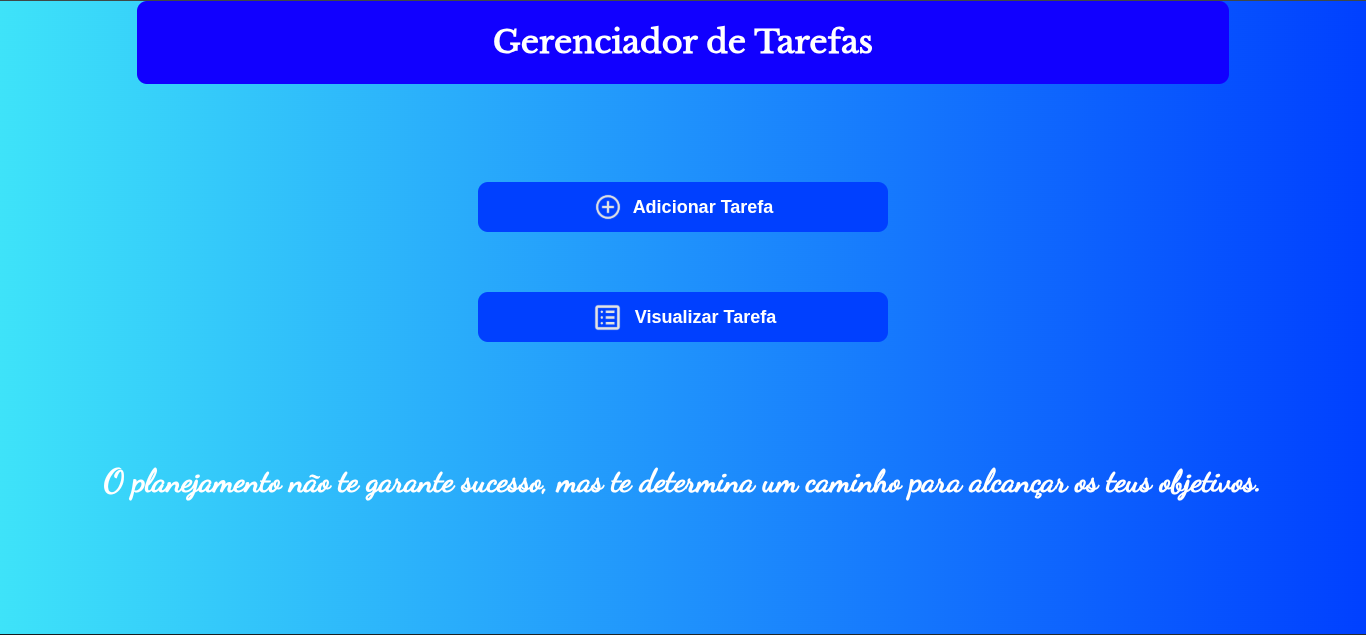 Gerenciador de Tarefas
Adicionar Tarefa
Visualizar Tarefa
O planejamento não te garante sucesso, mas te determina um caminho para alcançar os teus objetivos.